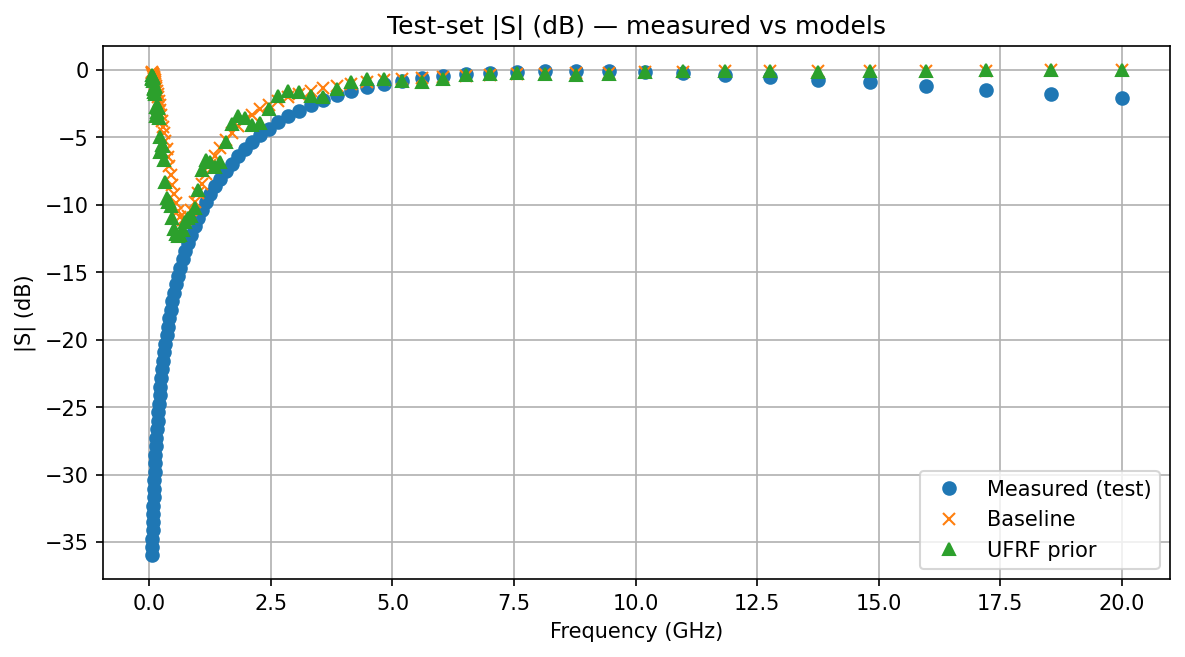 Test-set |S| (dB) — measured vs models
|S| (dB)
0
−5
−10
−15
−20
−25
−30
−35
0.0 2.5 5.0 7.5 10.0 12.5 15.0 17.5 20.0
Frequency (GHz)
Measured (test)
Baseline
UFRF prior